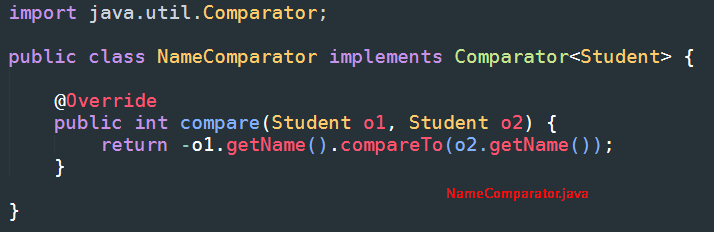 import java.util.Comparator;
public class NameComparator implements Comparator<Student> {
@Override
public int compare(Student o1, Student o2) {
return -o1.getName().compareTo(o2.getName());
}
NameComparator.java
}